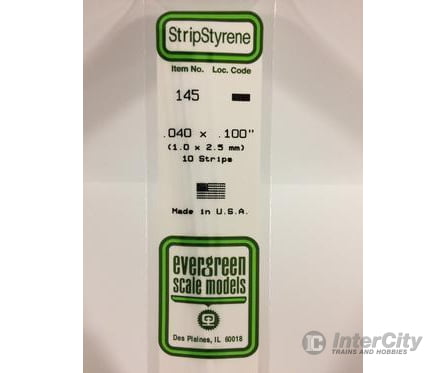 StripStyrene
Item No. Loc. Code
145
.040 x .100"
(1.0 x 2.5 mm)
10 Strips
Made in U.S.A.
evergreen
scale models
Des Plaines, IL 60018
IC InterCity
TRAINS AND HOBBIES